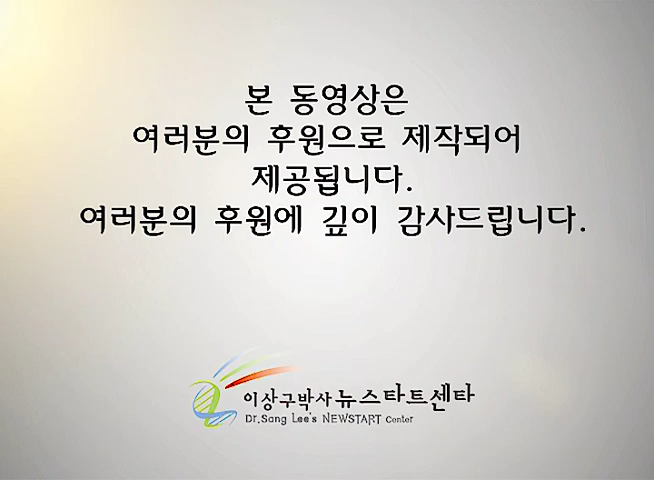 본 동영상은
여러분의 후원으로 제작되어
제공됩니다.
여러분의 후원에 깊이 감사드립니다.
이상구박사 뉴스타트센타
Dr.Sang Lee's NEWSTART Center